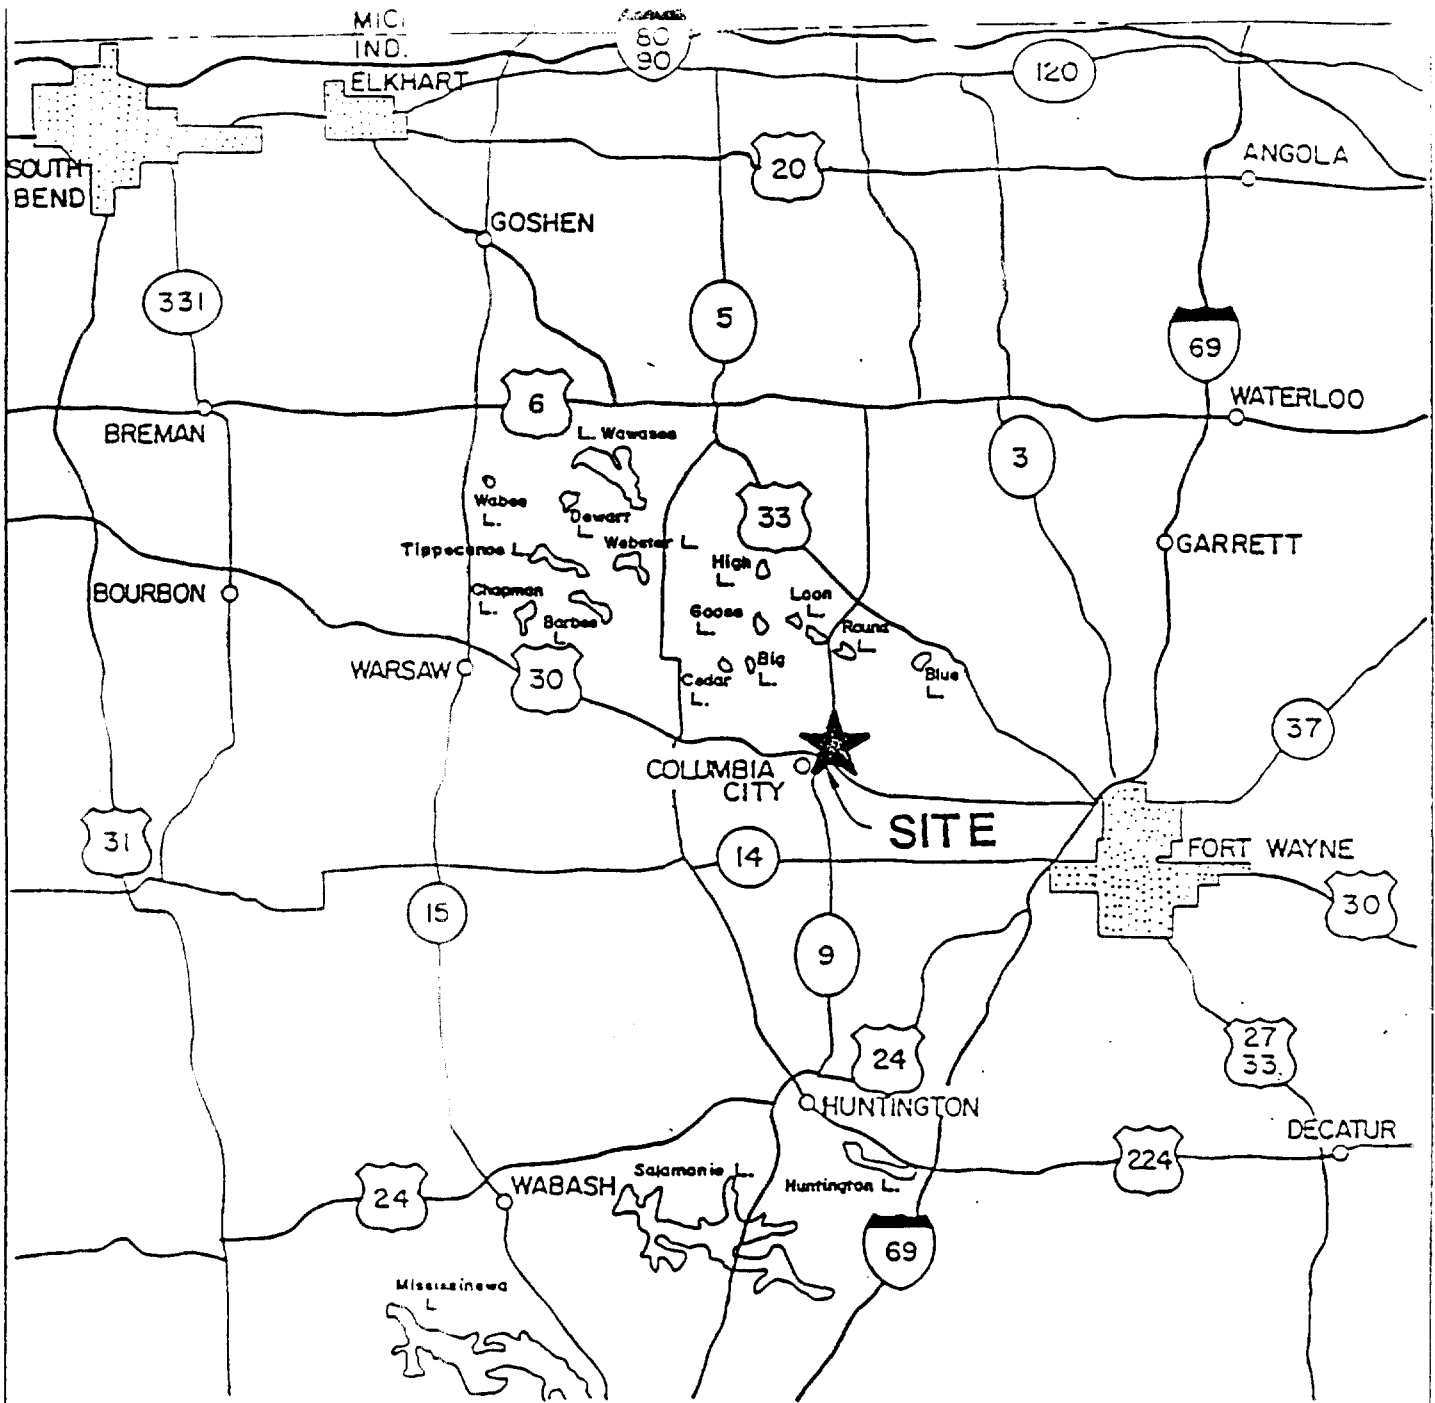 MICI
IND.
80
90
120
ELKHART
SOUTH
BEND
20
ANGOLA
GOSHEN
331
5
69
6
WATERLOO
BREMAN
L. Wawasee
3
Wabee
L.
Dewart
L.
33
Tippecanoe L.
Webster L.
High
L.
GARRETT
BOURBON
Chapman
L.
Barbee
L.
Goose
L.
Loon
L.
Round
L.
WARSAW
30
Cedar
L.
Big
L.
Blue
L.
37
COLUMBIA
CITY
SITE
31
14
FORT WAYNE
30
15
9
24
27
33
HUNTINGTON
DECATUR
224
24
WABASH
Salamonie L.
Huntington L.
69
Mississinewa
L